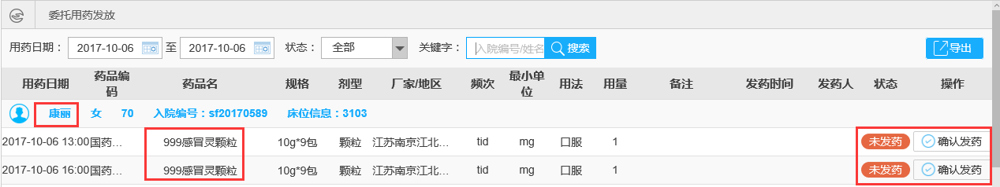 委托用药发放
用药日期： 2017-10-06 至 2017-10-06 状态： 全部 关键字： 入院编号/姓名 搜索 导出
用药日期 药品编码 药品名 规格 剂型 厂家/地区 频次 最小单位 用法 用量 备注 发药时间 发药人 状态 操作
康丽 女 70 入院编号：sf20170589 床位信息：3103
2017-10-06 13:00 国药… 999感冒灵颗粒 10g*9包 颗粒 江苏南京江北… tid mg 口服 1 未发药 确认发药
2017-10-06 16:00 国药… 999感冒灵颗粒 10g*9包 颗粒 江苏南京江北… tid mg 口服 1 未发药 确认发药